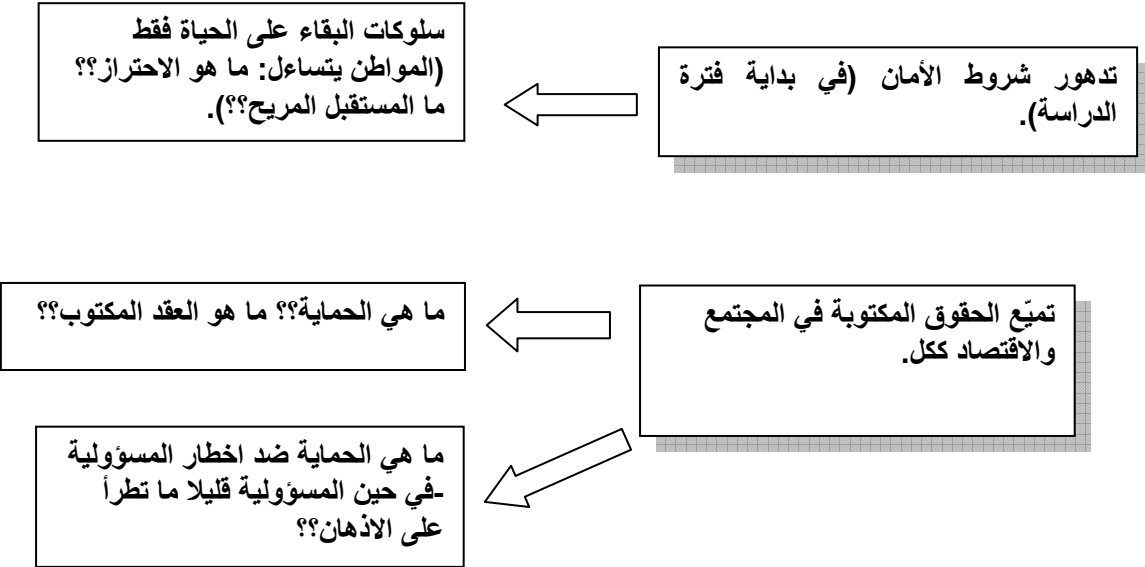 تدهور شروط الأمان (في بداية فترة
الدراسة).
سلوكات البقاء على الحياة فقط
(المواطن يتساءل: ما هو الاحتراز؟؟
ما المستقبل المريح؟؟).
تميّع الحقوق المكتوبة في المجتمع
والاقتصاد ككل.
ما هي الحماية؟؟ ما هو العقد المكتوب؟؟
ما هي الحماية ضد اخطار المسؤولية
-في حين المسؤولية قليلا ما تطرأ
على الاذهان؟؟